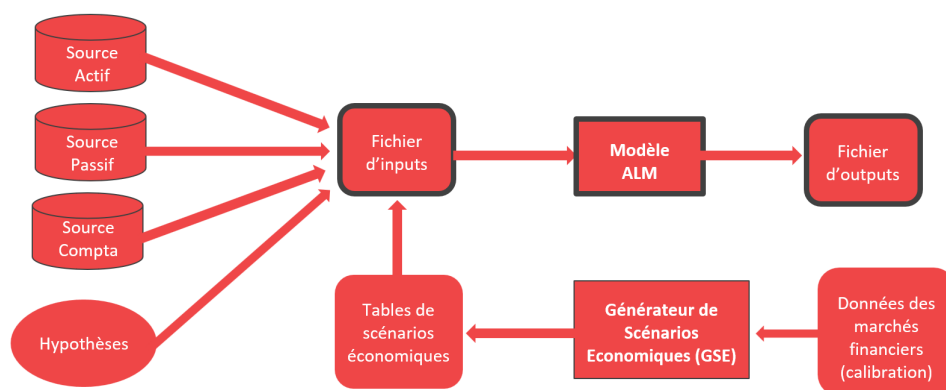 Source
Actif
Source
Passif
Source
Compta
Hypothèses
Fichier
d’inputs
Modèle
ALM
Fichier
d’outputs
Tables de
scénarios
économiques
Générateur de
Scénarios
Economiques (GSE)
Données des
marchés
financiers
(calibration)